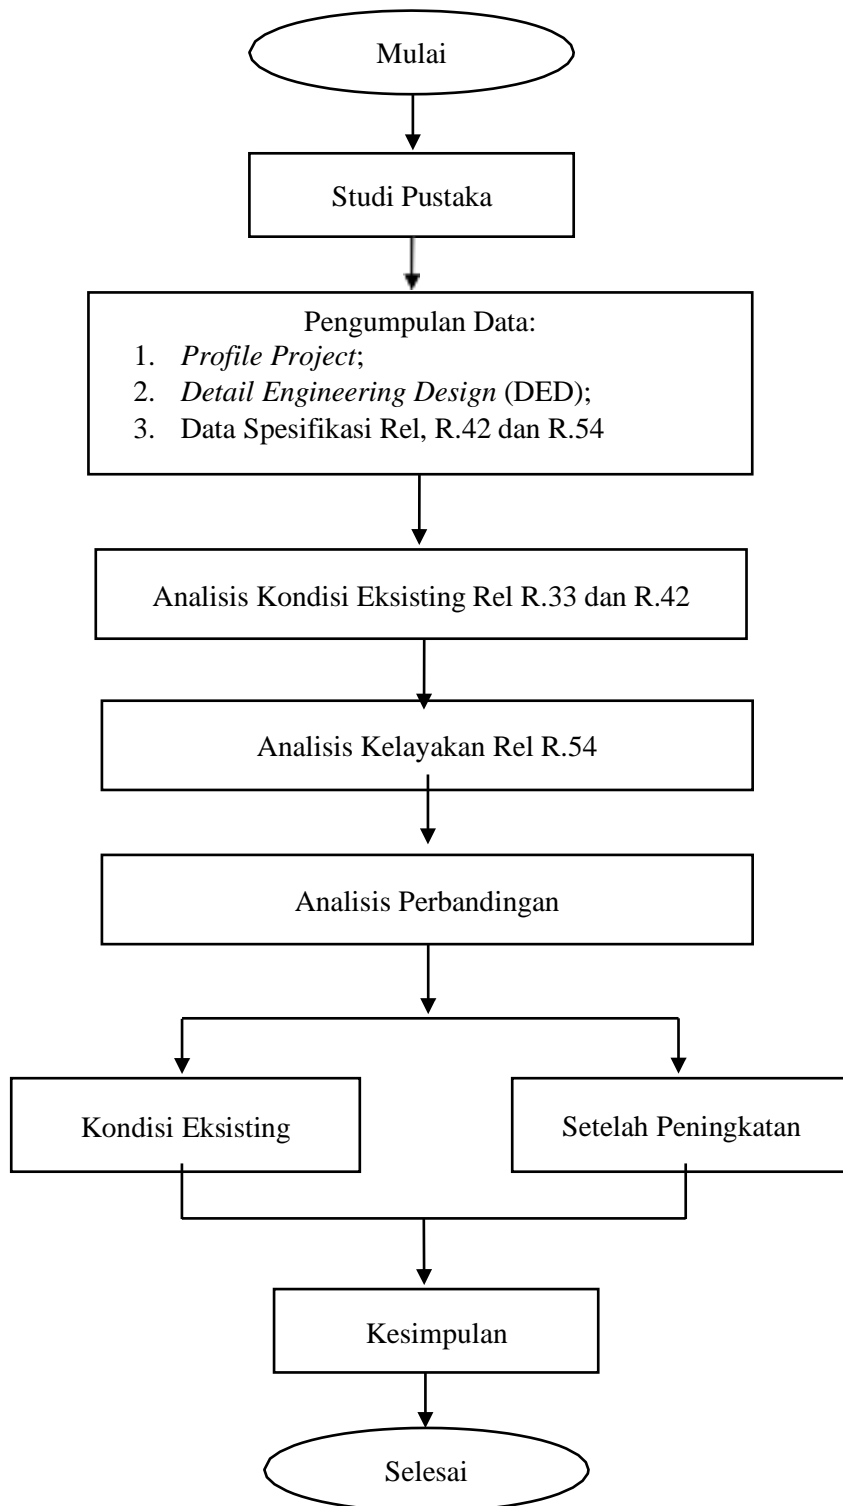 Mulai
Studi Pustaka
Pengumpulan Data:
1. Profile Project;
2. Detail Engineering Design (DED);
3. Data Spesifikasi Rel, R.42 dan R.54
Analisis Kondisi Eksisting Rel R.33 dan R.42
Analisis Kelayakan Rel R.54
Analisis Perbandingan
Kondisi Eksisting
Setelah Peningkatan
Kesimpulan
Selesai